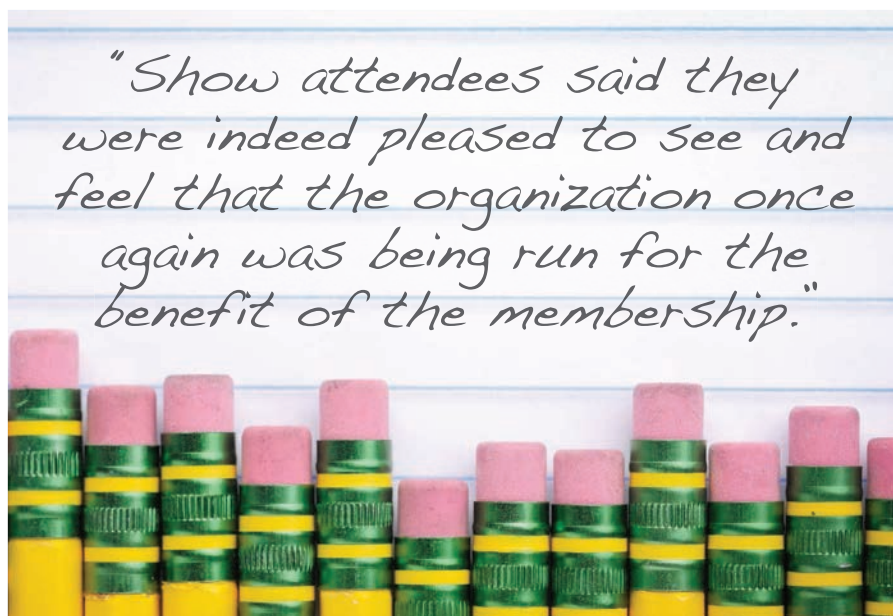 "Show attendees said they
were indeed pleased to see and
feel that the organization once
again was being run for the
benefit of the membership."